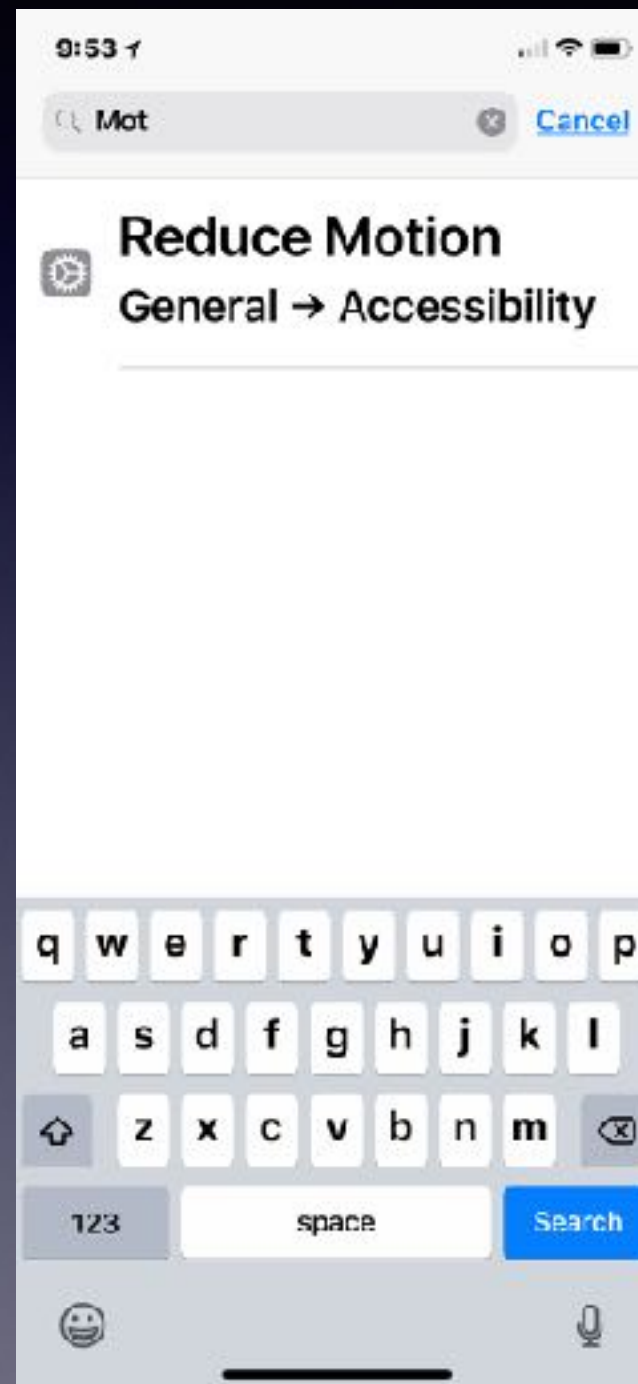 9:53
Mot
Cancel
Reduce Motion
General → Accessibility
q w e r t y u i o p
a s d f g h j k l
z x c v b n m
123 space Search